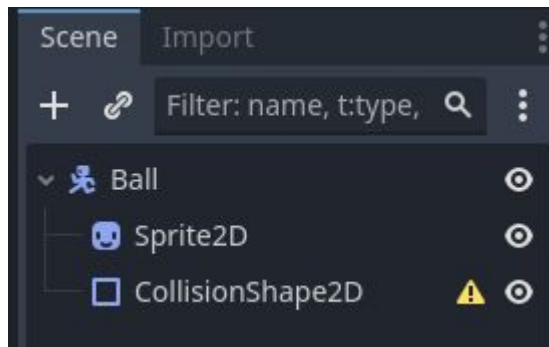 Scene Import
Filter: name, t:type,
Ball
Sprite2D
CollisionShape2D